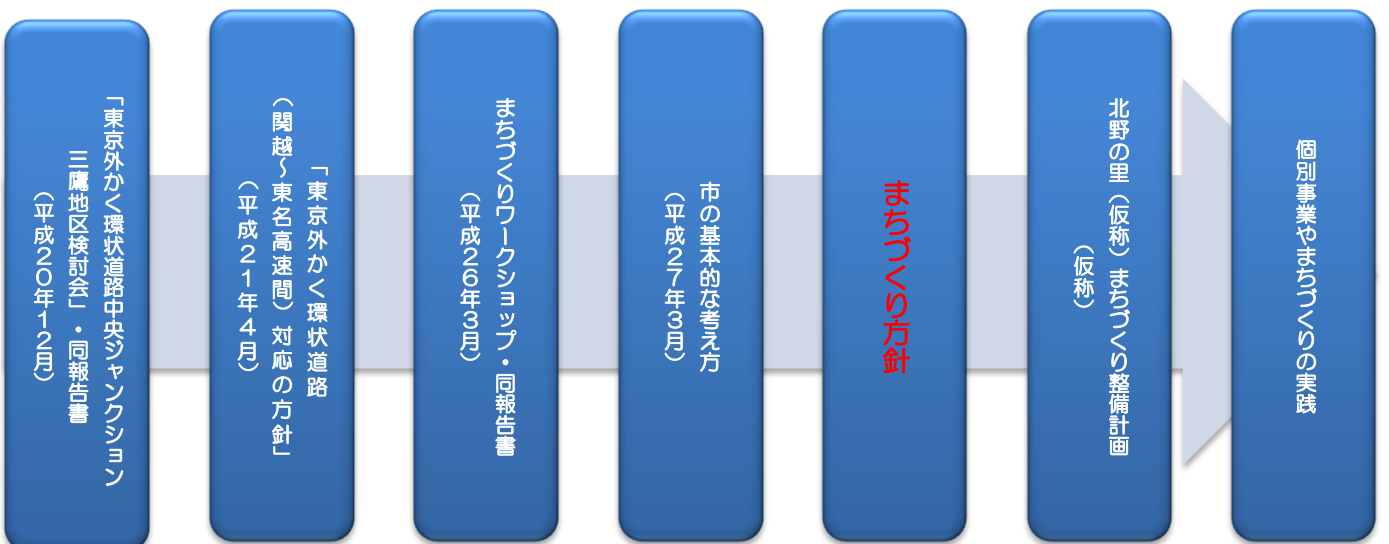 「東京外かく環状道路中央ジャンクション
三鷹地区検討会」・同報告書
（平成２０年１２月）
「東京外かく環状道路
（関越～東名高速間）対応の方針」
（平成２１年４月）
まちづくりワークショップ・同報告書
（平成２６年３月）
市の基本的な考え方
（平成２７年３月）
まちづくり方針
北野の里（仮称）まちづくり整備計画
（仮称）
個別事業やまちづくりの実践